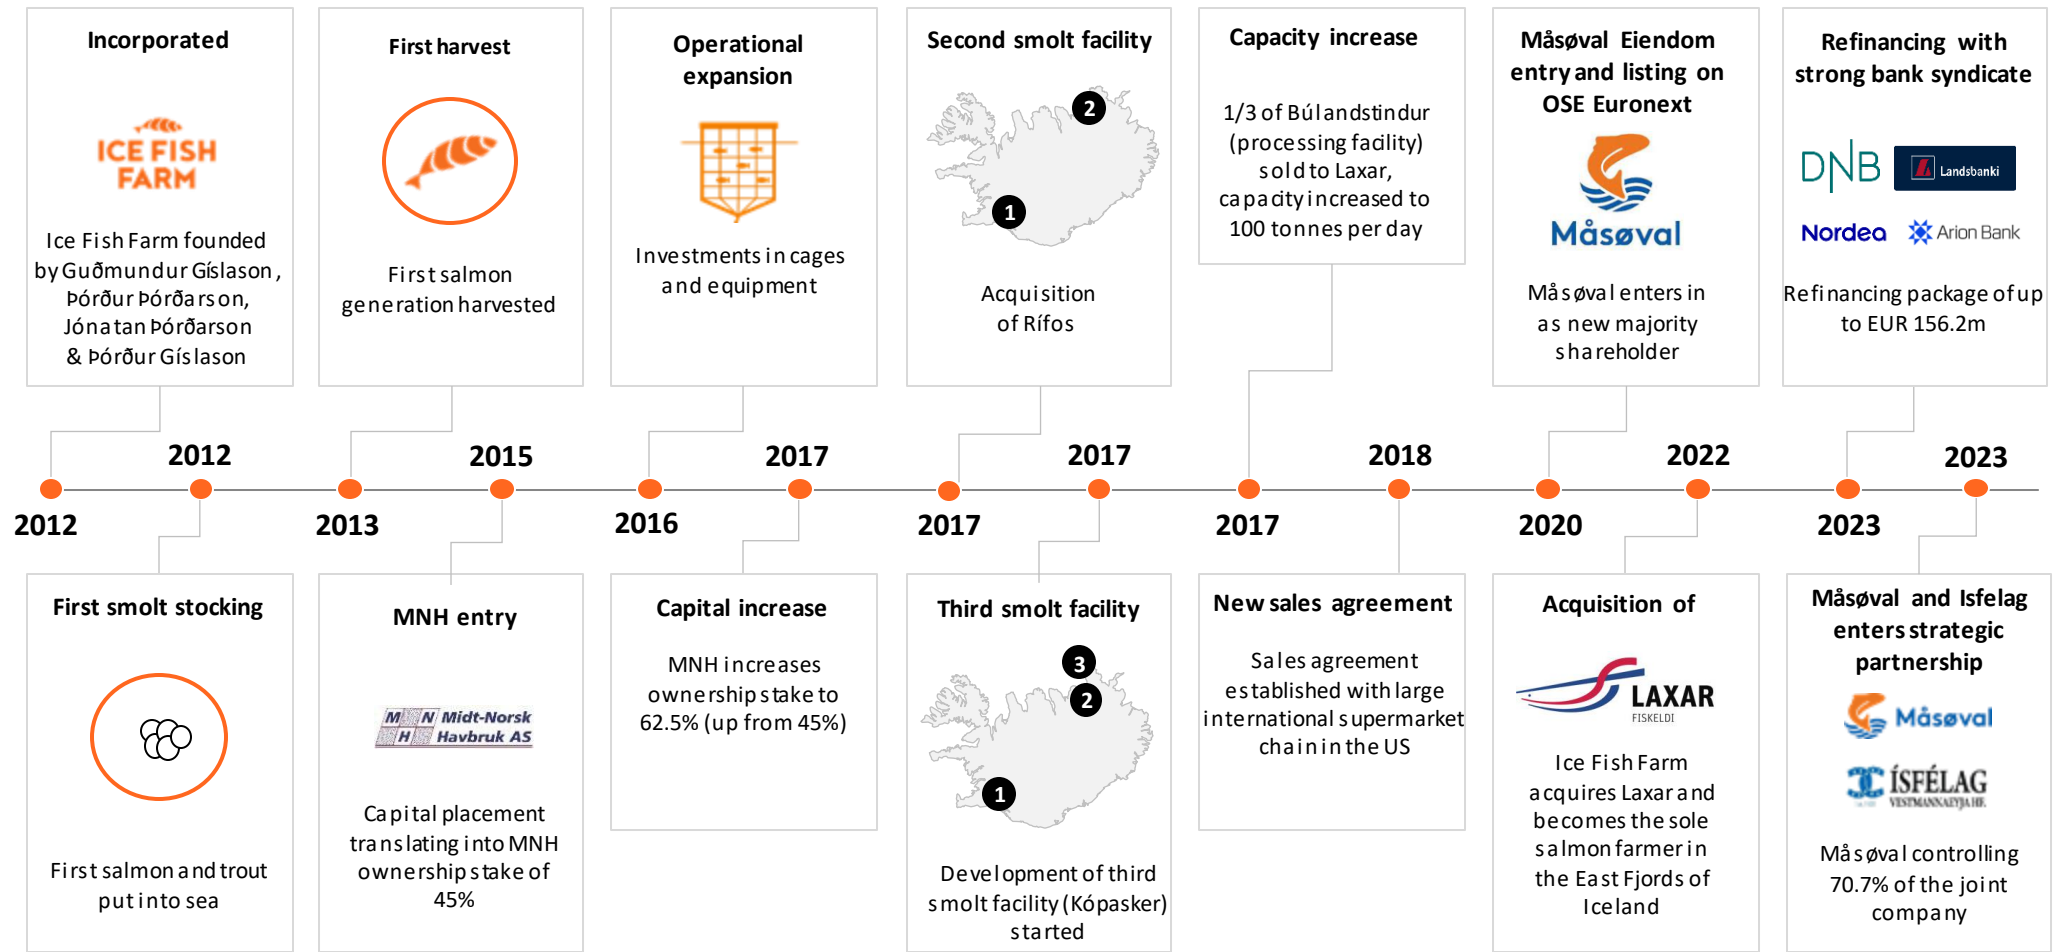 Incorporated
ICE FISH
FARM
Ice Fish Farm founded
by Guðmundur Gíslason,
Þórður Þórðarson,
Jónatan Þórðarson
& Þórður Gíslason
First harvest
First salmon
generation harvested
Operational
expansion
Investments in cages
and equipment
Second smolt facility
2
1
Acquisition
of Rífos
Capacity increase
1/3 of Búlandstindur
(processing facility)
sold to Laxar,
capacity increased to
100 tonnes per day
Måsøval Eiendom
entry and listing on
OSE Euronext
Måsøval
Måsøval enters in
as new majority
shareholder
Refinancing with
strong bank syndicate
DNB
Landsbanki
Nordea
Arion Bank
Refinancing package of up
to EUR 156.2m
2012
2015
2017
2017
2018
2022
2023
2012
2013
2016
2017
2017
2020
2023
First smolt stocking
First salmon and trout
put into sea
MNH entry
M N
H
Midt-Norsk
Havbruk AS
Capital placement
translating into MNH
ownership stake of
45%
Capital increase
MNH increases
ownership stake to
62.5% (up from 45%)
Third smolt facility
3
2
1
Development of third
smolt facility (Kópasker)
started
New sales agreement
Sales agreement
established with large
international supermarket
chain in the US
Acquisition of
LAXAR
FISKELDI
Ice Fish Farm
acquires Laxar and
becomes the sole
salmon farmer in
the East Fjords of
Iceland
Måsøval and Isfelag
enters strategic
partnership
Måsøval
ÍSFÉLAG
VESTMANNAEYJA HF.
Måsøval controlling
70.7% of the joint
company